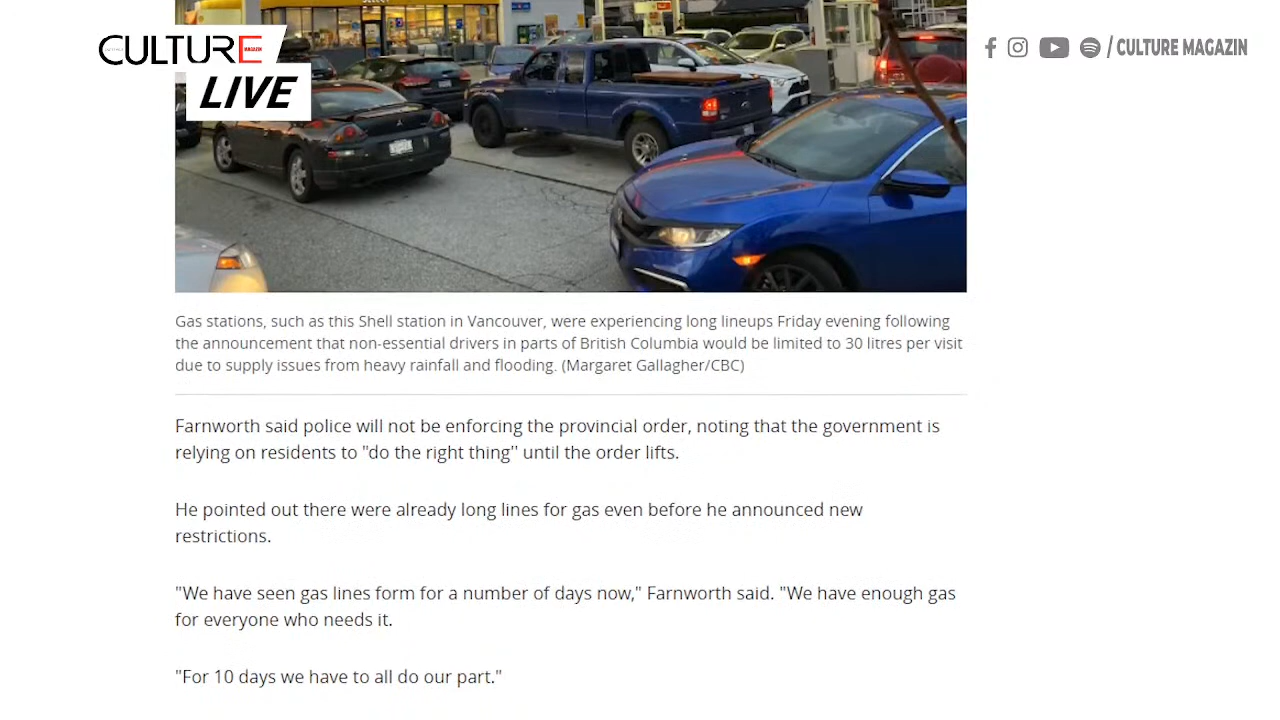 CULTURE
MAGAZIN
LIVE
/ CULTURE MAGAZIN
Gas stations, such as this Shell station in Vancouver, were experiencing long lineups Friday evening following
the announcement that non-essential drivers in parts of British Columbia would be limited to 30 litres per visit
due to supply issues from heavy rainfall and flooding. (Margaret Gallagher/CBC)
Farnworth said police will not be enforcing the provincial order, noting that the government is
relying on residents to "do the right thing" until the order lifts.
He pointed out there were already long lines for gas even before he announced new
restrictions.
"We have seen gas lines form for a number of days now," Farnworth said. "We have enough gas
for everyone who needs it.
"For 10 days we have to all do our part."